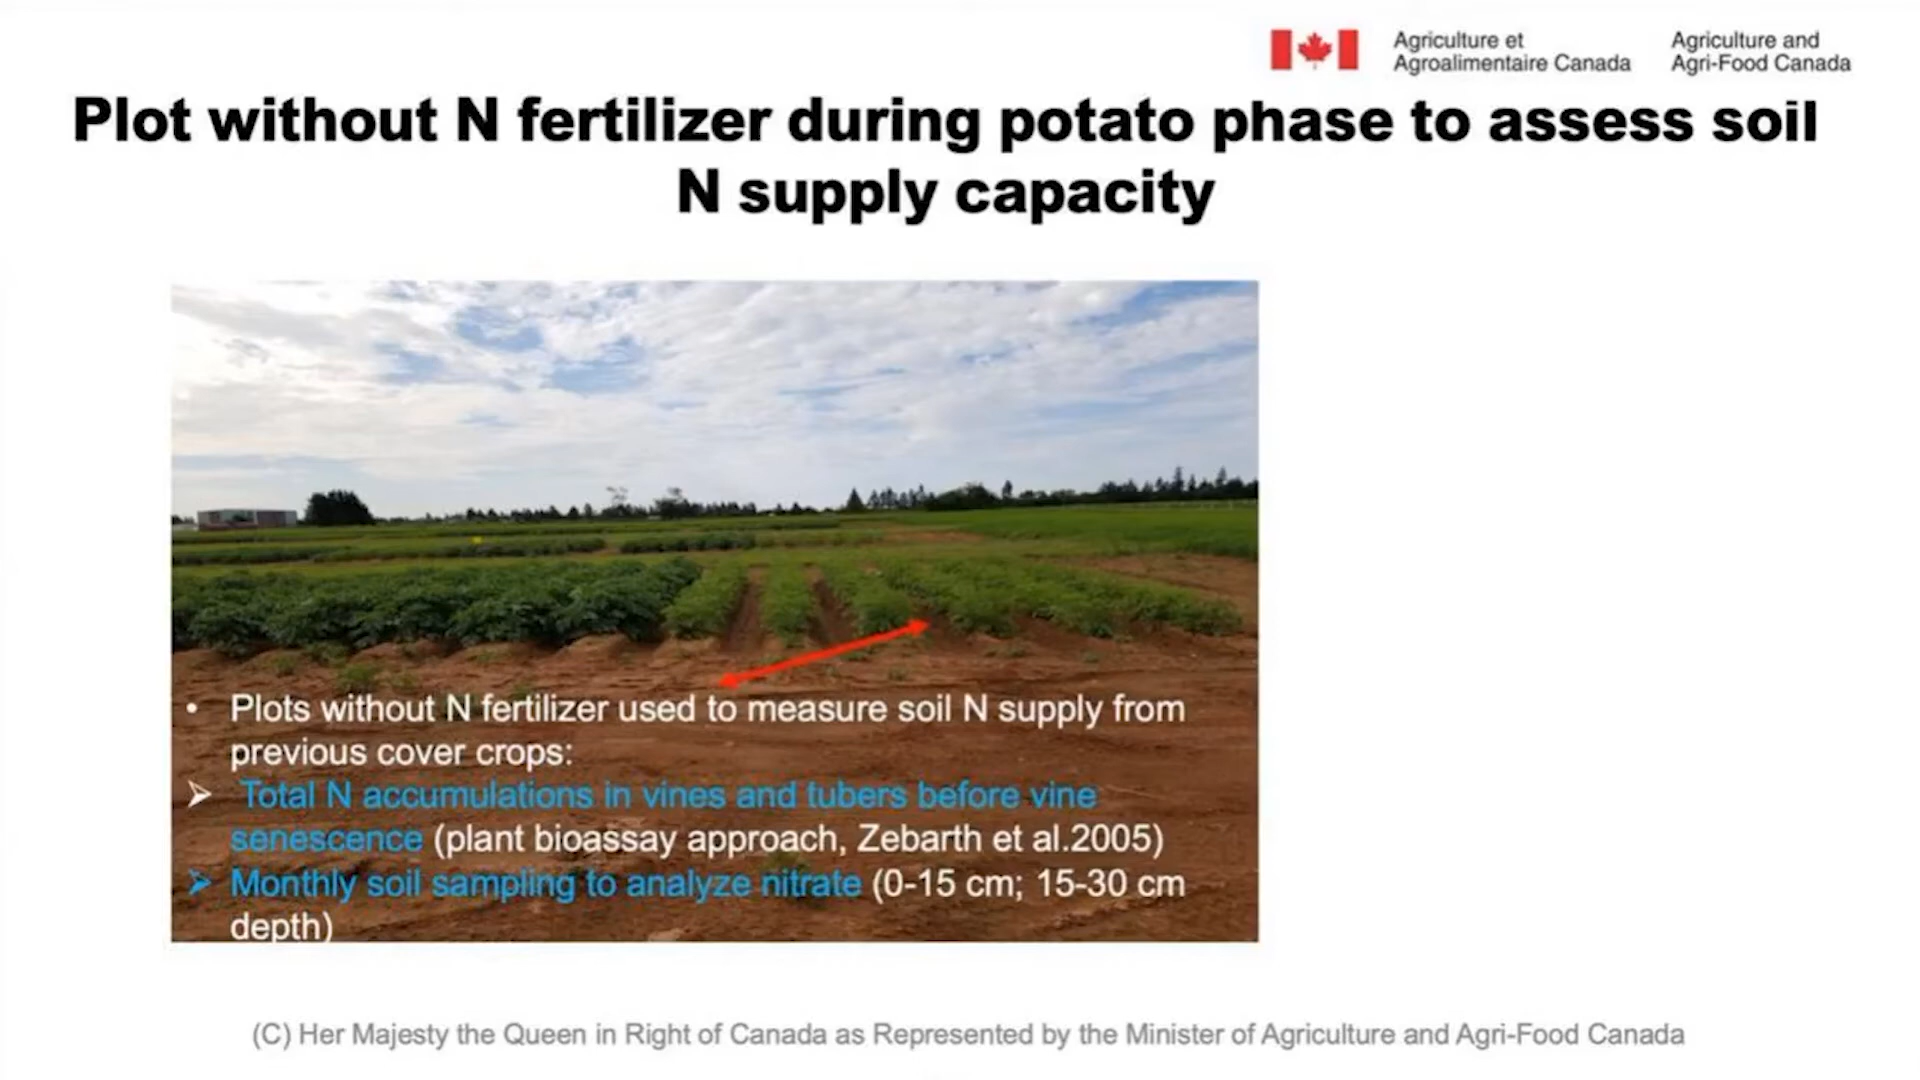 Agriculture et
Agroalimentaire Canada
Agriculture and
Agri-Food Canada
Plot without N fertilizer during potato phase to assess soil
N supply capacity
• Plots without N fertilizer used to measure soil N supply from
previous cover crops:
➢ Total N accumulations in vines and tubers before vine
senescence (plant bioassay approach, Zebarth et al.2005)
➢ Monthly soil sampling to analyze nitrate (0-15 cm; 15-30 cm
depth)
(C) Her Majesty the Queen in Right of Canada as Represented by the Minister of Agriculture and Agri-Food Canada